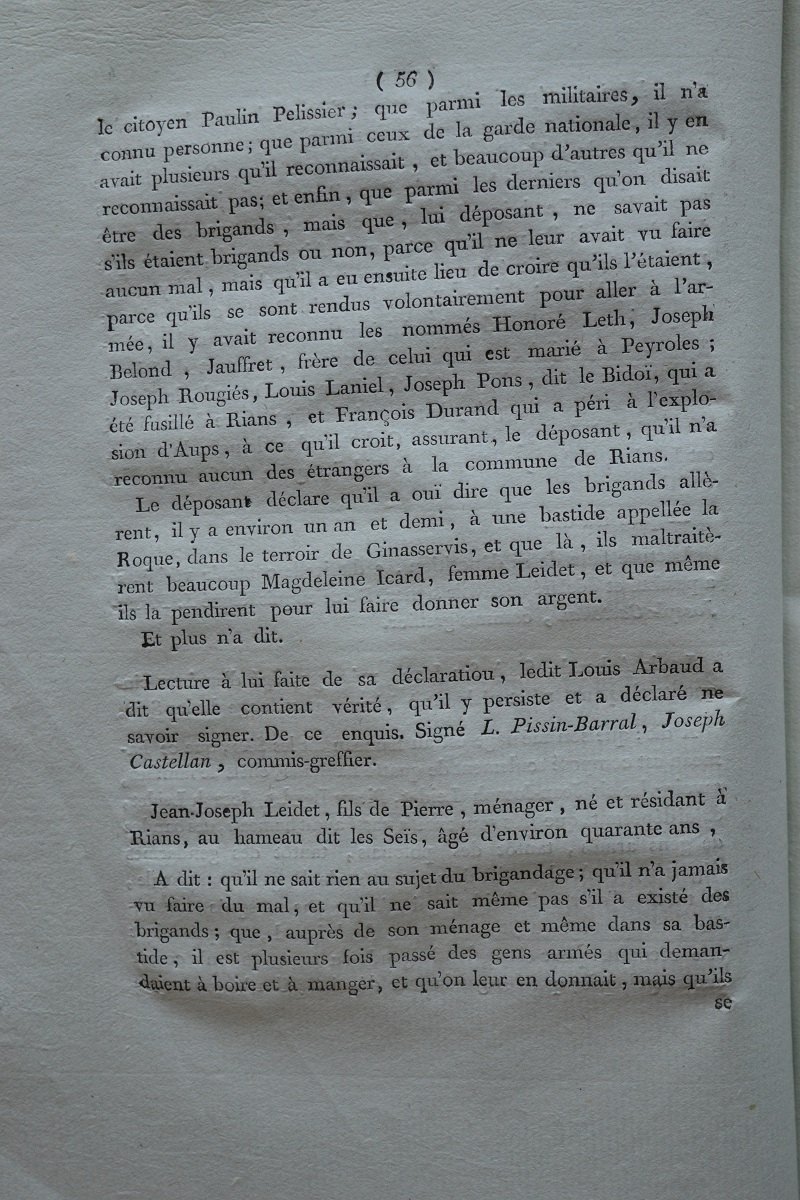 ( 56 )
le citoyen Paulin Pelissier ; que parmi les militaires, il n'a
connu personne; que parmi ceux de la garde nationale, il y en
avait plusieurs qu'il reconnaissait , et beaucoup d'autres qu'il ne
reconnaissait pas; et enfin , que parmi les derniers qu'on disait
être des brigands , mais que , lui déposant , ne savait pas
s'ils étaient brigands ou non, parce qu'il ne leur avait vu faire
aucun mal , mais qu'il a eu ensuite lieu de croire qu'ils l'étaient ,
parce qu'ils se sont rendus volontairement pour aller à l'ar-
mée, il y avait reconnu les nommés Honoré Leth, Joseph
Belond , Jauffret , frère de celui qui est marié à Peyroles ;
Joseph Rougiés, Louis Laniel, Joseph Pons , dit le Bidoï, qui a
été fusillé à Rians , et François Durand qui a péri à l'explo-
sion d'Aups, à ce qu'il croit, assurant, le déposant , qu'il n'a
reconnu aucun des étrangers à la commune de Rians.
Le déposant déclare qu'il a ouï dire que les brigands allè-
rent, il y a environ un an et demi, à une bastide appellée la
Roque, dans le terroir de Ginasservis, et que là , ils maltraitè-
rent beaucoup Magdeleine Icard, femme Leidet, et que même
ils la pendirent pour lui faire donner son argent.
Et plus n'a dit.
Lecture à lui faite de sa déclaratiou, ledit Louis Arbaud a
dit qu'elle contient vérité, qu'il y persiste et a déclaré ne
savoir signer. De ce enquis. Signé L. Pissin-Barral, Joseph
Castellan , commis-greffier.
Jean-Joseph Leidet, fils de Pierre , ménager , né et résidant à
Rians, au hameau dit les Seïs, âgé d'environ quarante ans ,
A dit : qu'il ne sait rien au sujet du brigandage; qu'il n'a jamais
vu faire du mal, et qu'il ne sait même pas s'il a existé des
brigands ; que , auprès de son ménage et même dans sa bas-
tide, il est plusieurs fois passé des gens armés qui deman-
daient à boire et à manger, et qu'on leur en donnait , mais qu'ils
se